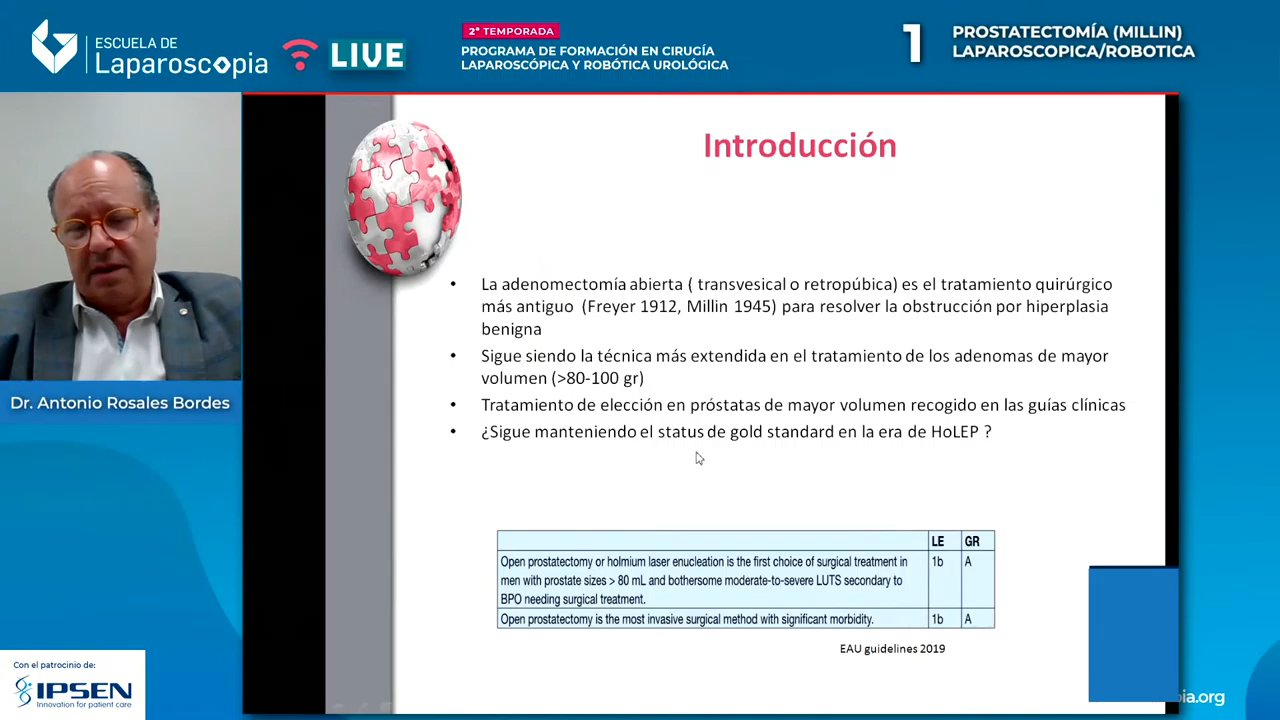 ESCUELA DE
Laparoscopia
LIVE
2ª TEMPORADA
PROGRAMA DE FORMACIÓN EN CIRUGÍA
LAPAROSCÓPICA Y ROBÓTICA UROLÓGICA
1
PROSTATECTOMÍA (MILLIN)
LAPAROSCOPICA/ROBOTICA
Dr. Antonio Rosales Bordes
Introducción
• La adenomectomía abierta ( transvesical o retropúbica) es el tratamiento quirúrgico
más antiguo (Freyer 1912, Millin 1945) para resolver la obstrucción por hiperplasia
benigna
• Sigue siendo la técnica más extendida en el tratamiento de los adenomas de mayor
volumen (>80-100 gr)
• Tratamiento de elección en próstatas de mayor volumen recogido en las guías clínicas
• ¿Sigue manteniendo el status de gold standard en la era de HoLEP ?
LE GR
Open prostatectomy or holmium laser enucleation is the first choice of surgical treatment in 1b A
men with prostate sizes > 80 mL and bothersome moderate-to-severe LUTS secondary to
BPO needing surgical treatment.
Open prostatectomy is the most invasive surgical method with significant morbidity. 1b A
EAU guidelines 2019
Con el patrocinio de:
IPSEN
Innovation for patient care
ia.org